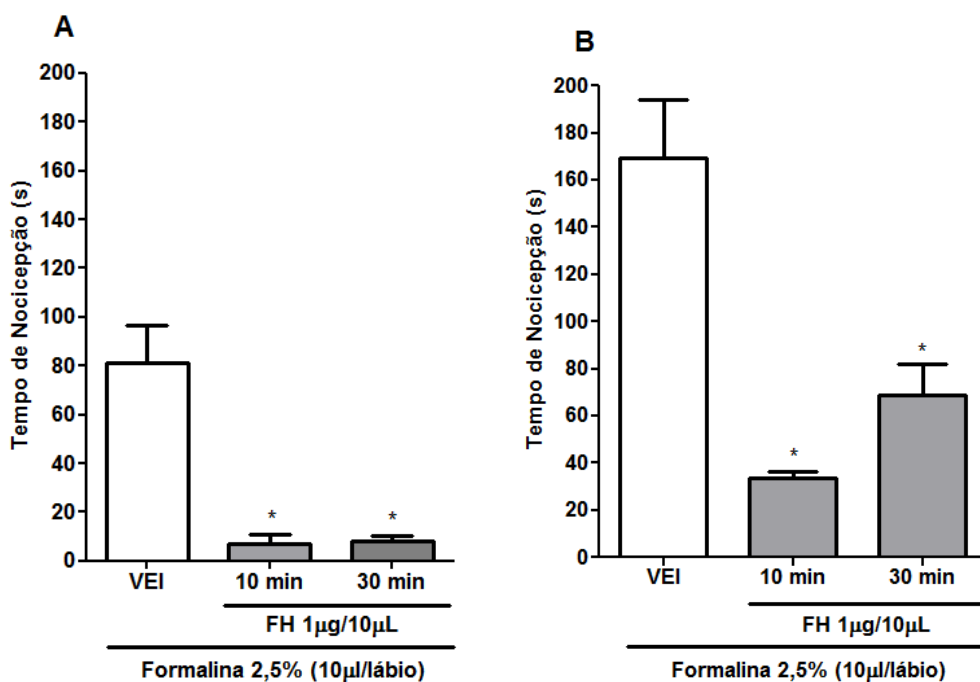 A
Tempo de Nocicepção (s)
200
180
160
140
120
100
80
60
40
20
0
*
*
VEI 10 min 30 min
FH 1µg/10µL
Formalina 2,5% (10µl/lábio)
B
Tempo de Nocicepção (s)
200
180
160
140
120
100
80
60
40
20
0
*
*
VEI 10 min 30 min
FH 1µg/10µL
Formalina 2,5% (10µl/lábio)